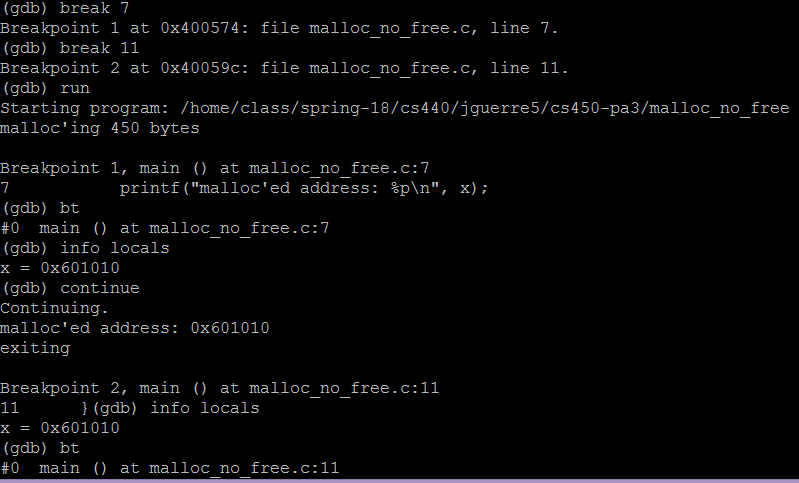 (gdb) break 7
Breakpoint 1 at 0x400574: file malloc_no_free.c, line 7.
(gdb) break 11
Breakpoint 2 at 0x40059c: file malloc_no_free.c, line 11.
(gdb) run
Starting program: /home/class/spring-18/cs440/jguerre5/cs450-pa3/malloc_no_free
malloc'ing 450 bytes

Breakpoint 1, main () at malloc_no_free.c:7
7           printf("malloc'ed address: %p\n", x);
(gdb) bt
#0  main () at malloc_no_free.c:7
(gdb) info locals
x = 0x601010
(gdb) continue
Continuing.
malloc'ed address: 0x601010
exiting

Breakpoint 2, main () at malloc_no_free.c:11
11      }(gdb) info locals
x = 0x601010
(gdb) bt
#0  main () at malloc_no_free.c:11